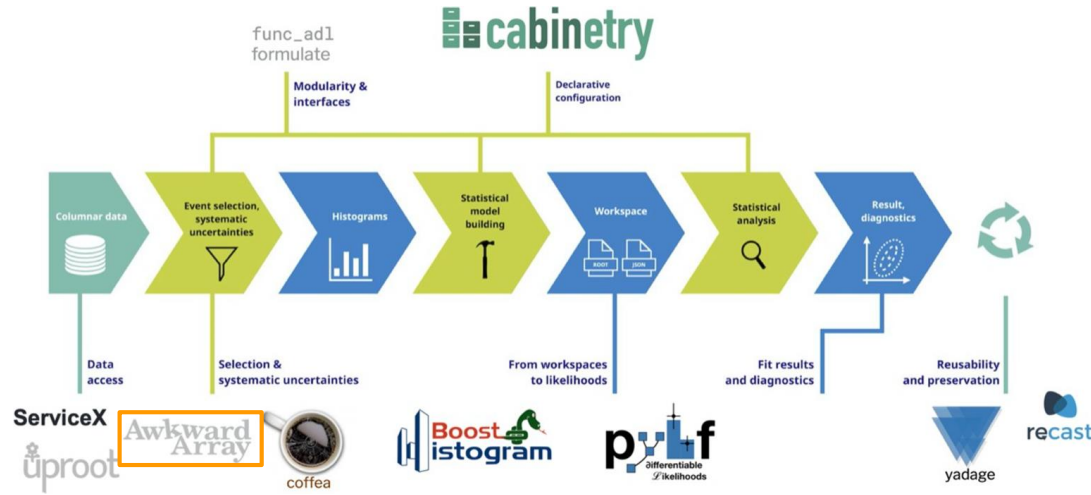 func_adl
formulate
cabinetry
Modularity &
interfaces
Declarative
configuration
Columnar data
Event selection,
systematic
uncertainties
Histograms
Statistical
model
building
Workspace
ROOT
JSON
Statistical
analysis
Result,
diagnostics
Data
access
Selection &
systematic uncertainties
From workspaces
to likelihoods
Fit results
and diagnostics
Reusability
and preservation
ServiceX
uproot
Awkward
Array
coffea
Boost
Histogram
pyhf
differentiable
Likelihoods
yadage
recast